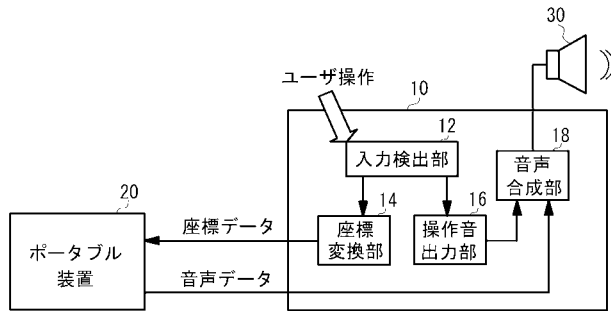 30
ユーザ操作
10
12
入力検出部
18
音声
合成部
20
ポータブル
装置
座標データ
14
座標
変換部
16
操作音
出力部
音声データ